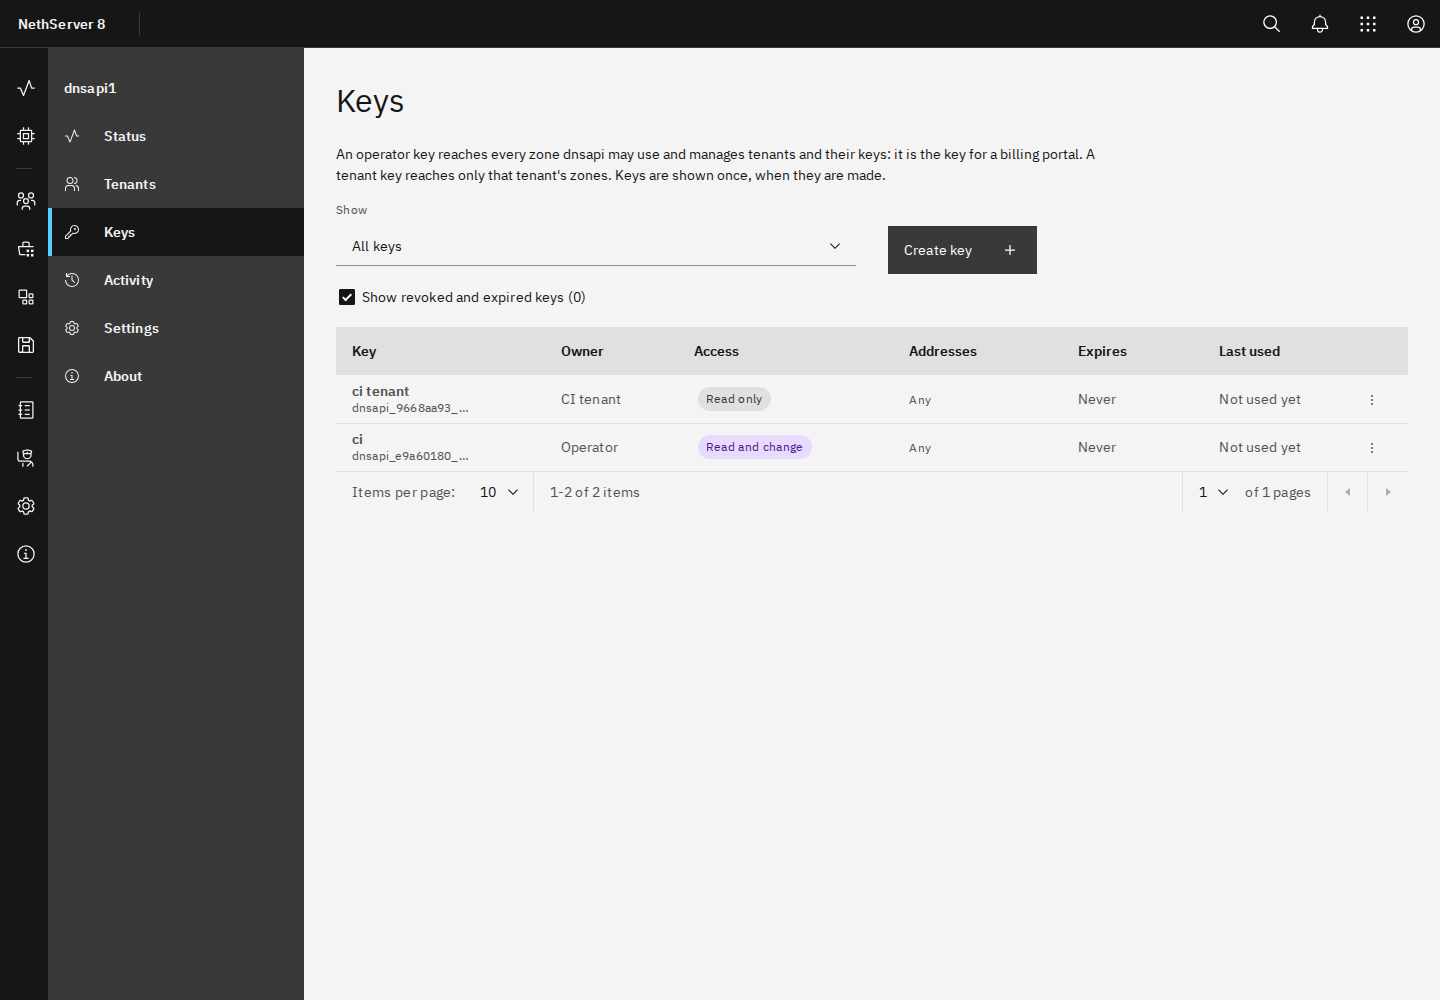 NethServer 8
dnsapi1
Status
Tenants
Keys
Activity
Settings
About
Keys
An operator key reaches every zone dnsapi may use and manages tenants and their keys: it is the key for a billing portal. A
tenant key reaches only that tenant's zones. Keys are shown once, when they are made.
Show
All keys
Create key
Show revoked and expired keys (0)
Key Owner Access Addresses Expires Last used
ci tenant
dnsapi_9668aa93_...
CI tenant Read only Any Never Not used yet
ci
dnsapi_e9a60180_...
Operator Read and change Any Never Not used yet
Items per page: 10 1-2 of 2 items 1 of 1 pages